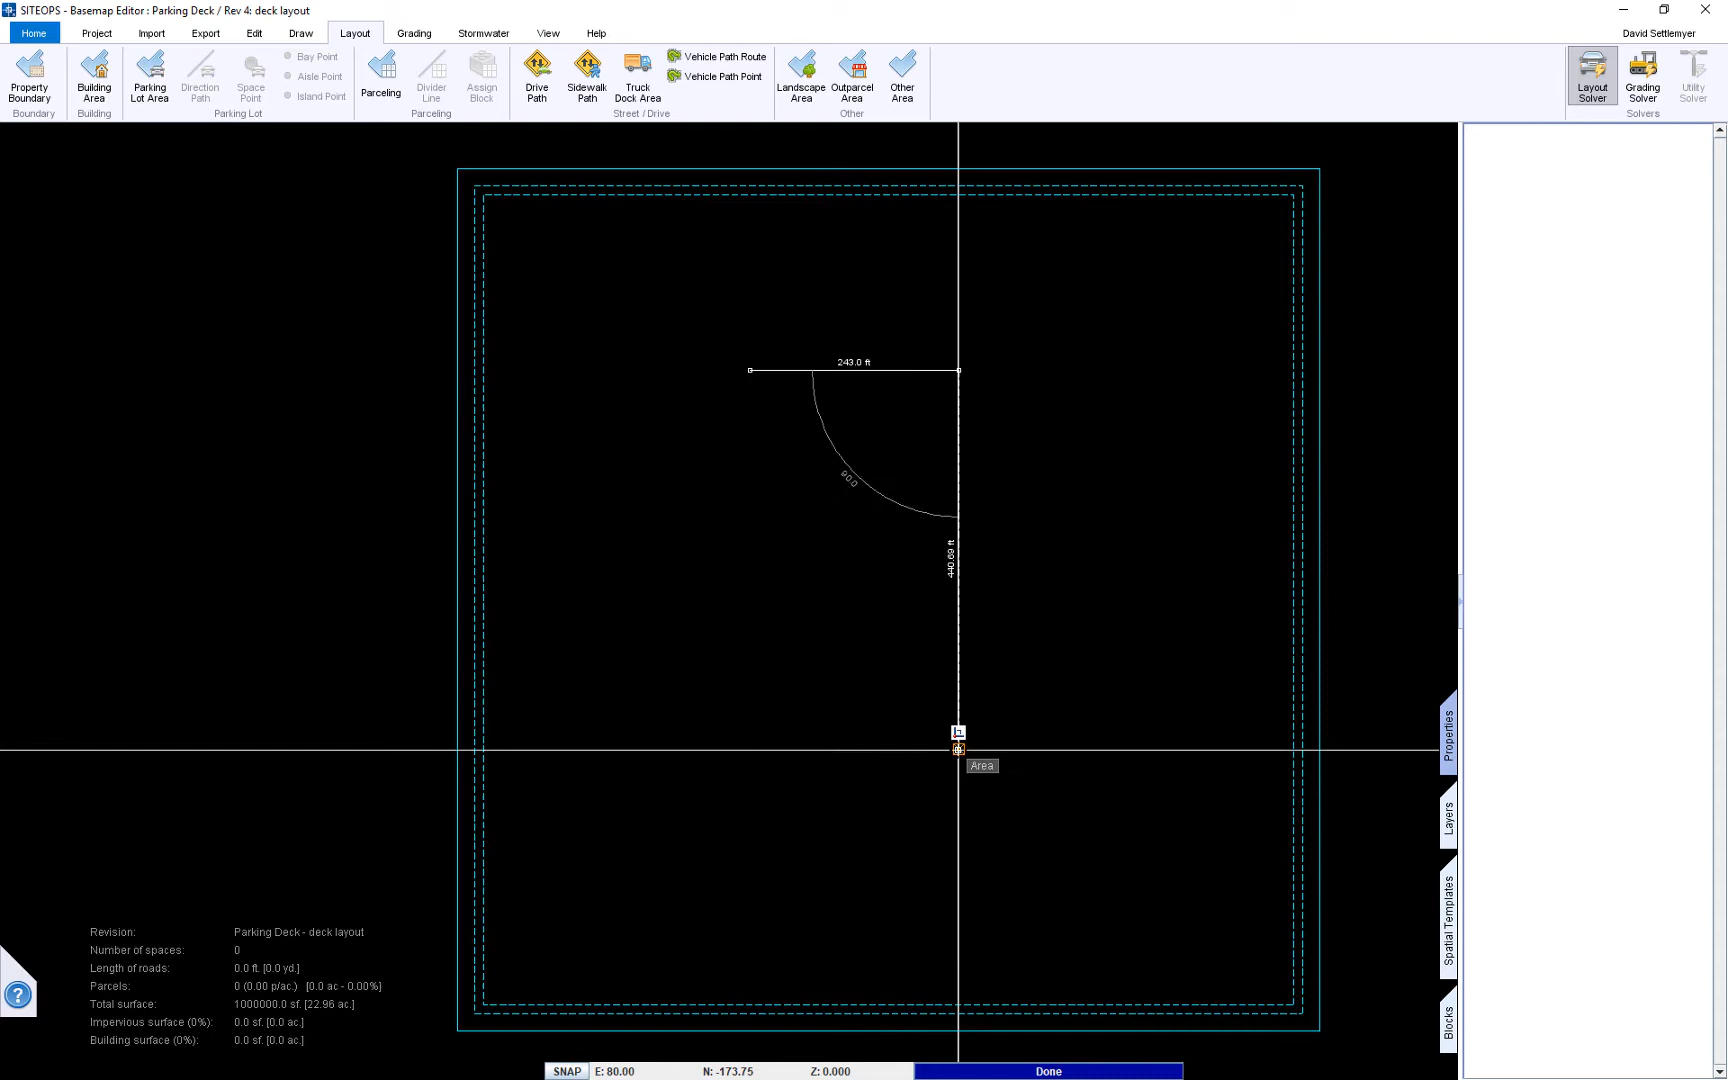 SITEOPS - Basemap Editor : Parking Deck / Rev 4: deck layout
Home Project Import Export Edit Draw Layout Grading Stormwater View Help David Settlemyer
Property Boundary
Building Area
Parking Lot Area
Direction Path
Space Point
Bay Point
Aisle Point
Island Point
Parceling
Divider Line
Assign Block
Drive Path
Sidewalk Path
Truck Dock Area
Vehicle Path Route
Vehicle Path Point
Landscape Area
Outparcel Area
Other Area
Layout Solver
Grading Solver
Utility Solver
Boundary Building Parking Lot Parceling Street / Drive Other Solvers
243.0 ft
90.0
440.69 ft
Area
Properties
Layers
Spatial Templates
Blocks
Revision: Parking Deck - deck layout
Number of spaces: 0
Length of roads: 0.0 ft. [0.0 yd.]
Parcels: 0 (0.00 p/ac.) [0.0 ac - 0.00%]
Total surface: 1000000.0 sf. [22.96 ac.]
Impervious surface (0%): 0.0 sf. [0.0 ac.]
Building surface (0%): 0.0 sf. [0.0 ac.]
?
SNAP E: 80.00 N: -173.75 Z: 0.000 Done